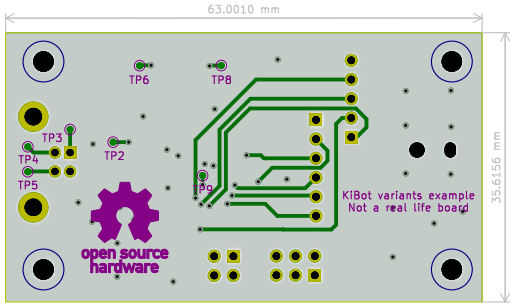 63.0010 mm
TP6
TP8
TP3
TP2
TP4
TP5
TP9
35.6156 mm
KiBot variants example
Not a real life board
open source
hardware